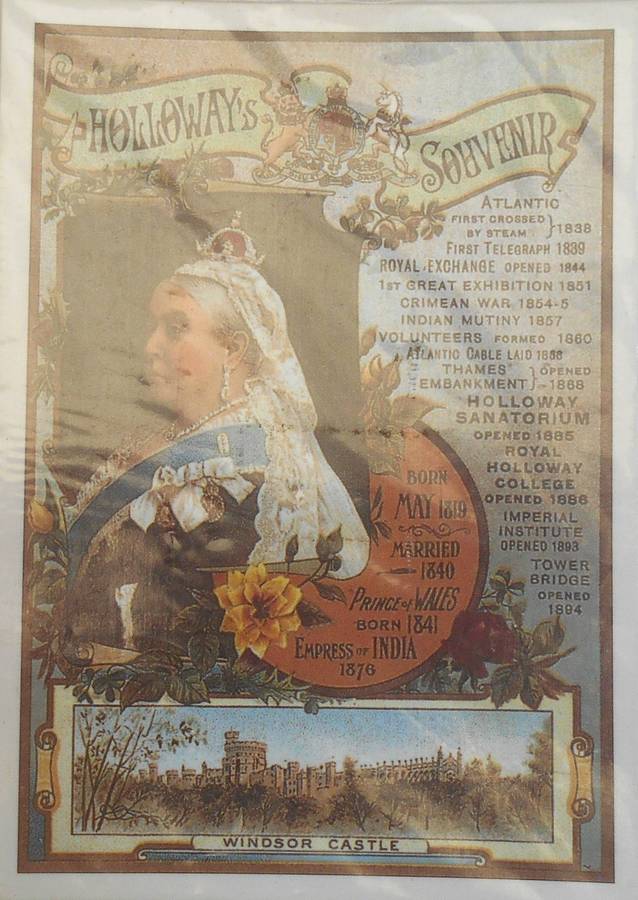 HOLLOWAY'S
SOUVENIR
ATLANTIC
FIRST CROSSED
BY STEAM } 1838
FIRST TELEGRAPH 1839
ROYAL EXCHANGE OPENED 1844
1ST GREAT EXHIBITION 1851
CRIMEAN WAR 1854-5
INDIAN MUTINY 1857
VOLUNTEERS FORMED 1860
ATLANTIC CABLE LAID
THAMES } OPENED
EMBANKMENT } 1868
HOLLOWAY
SANATORIUM
OPENED 1885
ROYAL
HOLLOWAY
COLLEGE
OPENED 1886
IMPERIAL
INSTITUTE
OPENED 1893
TOWER
BRIDGE
OPENED
1894
BORN
MAY 1819
MARRIED
1840
PRINCE OF WALES
BORN 1841
EMPRESS OF INDIA
1876
WINDSOR CASTLE